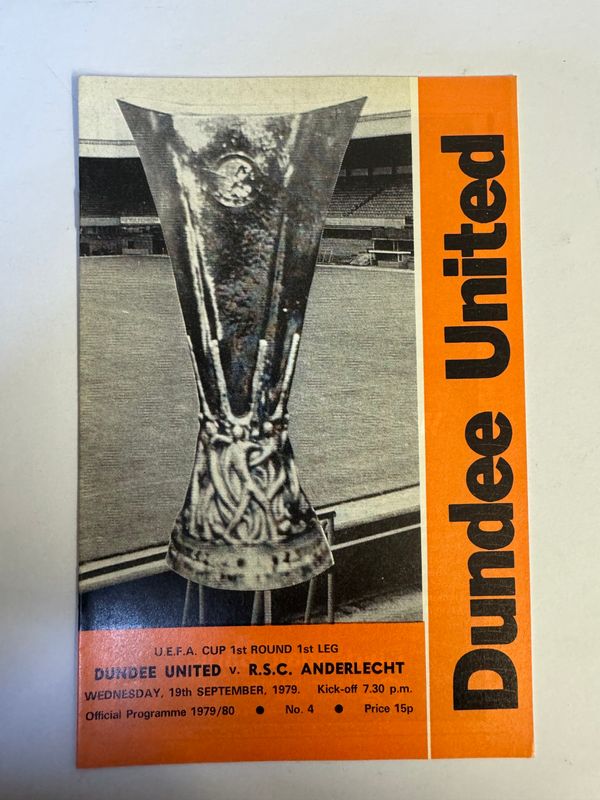 U.E.F.A. CUP 1st ROUND 1st LEG
DUNDEE UNITED v. R.S.C. ANDERLECHT
WEDNESDAY, 19th SEPTEMBER, 1979. Kick-off 7.30 p.m.
Official Programme 1979/80 ● No. 4 ● Price 15p
Dundee United